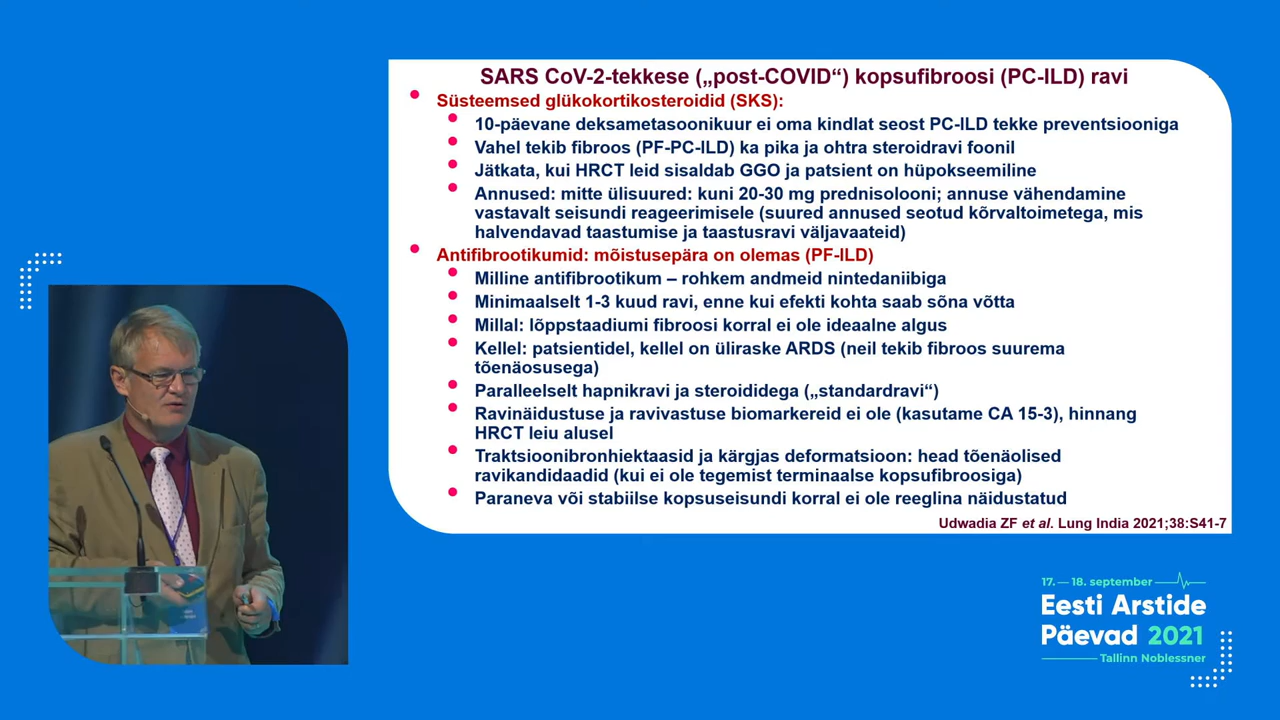 SARS CoV-2-tekkese („post-COVID“) kopsufibroosi (PC-ILD) ravi
Süsteemsed glükokortikosteroidid (SKS):
10-päevane deksametasoonikuur ei oma kindlat seost PC-ILD tekke preventsiooniga
Vahel tekib fibroos (PF-PC-ILD) ka pika ja ohtra steroidravi foonil
Jätkata, kui HRCT leid sisaldab GGO ja patsient on hüpokseemiline
Annused: mitte ülisuured: kuni 20-30 mg prednisolooni; annuse vähendamine
vastavalt seisundi reageerimisele (suured annused seotud kõrvaltoimetega, mis
halvendavad taastumise ja taastusravi väljavaateid)
Antifibrootikumid: mõistusepära on olemas (PF-ILD)
Milline antifibrootikum – rohkem andmeid nintedaniibiga
Minimaalselt 1-3 kuud ravi, enne kui efekti kohta saab sõna võtta
Millal: lõppstaadiumi fibroosi korral ei ole ideaalne algus
Kellel: patsientidel, kellel on üliraske ARDS (neil tekib fibroos suurema
tõenäosusega)
Paralleelselt hapnikravi ja steroididega („standardravi“)
Ravinäidustuse ja ravivastuse biomarkereid ei ole (kasutame CA 15-3), hinnang
HRCT leiu alusel
Traktsioonibronhiektaasid ja kärgjas deformatsioon: head tõenäolised
ravikandidaadid (kui ei ole tegemist terminaalse kopsufibroosiga)
Paraneva või stabiilse kopsuseisundi korral ei ole reeglina näidustatud
Udwadia ZF et al. Lung India 2021;38:S41-7
17. — 18. september
Eesti Arstide
Päevad 2021
Tallinn Noblessner